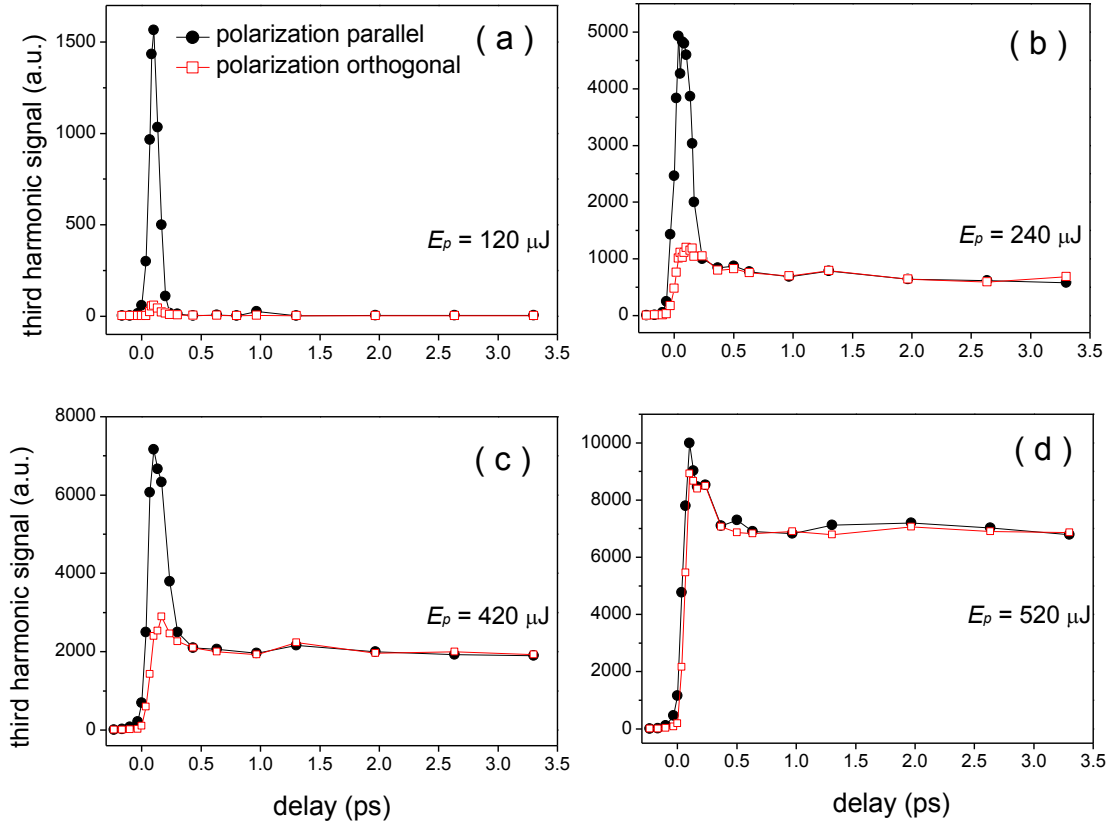 ( a )
polarization parallel
polarization orthogonal
E_p = 120 μJ
third harmonic signal (a.u.)
1500
1000
500
0
0.0 0.5 1.0 1.5 2.0 2.5 3.0 3.5
( b )
E_p = 240 μJ
5000
4000
3000
2000
1000
0
0.0 0.5 1.0 1.5 2.0 2.5 3.0 3.5
( c )
E_p = 420 μJ
third harmonic signal (a.u.)
8000
6000
4000
2000
0
0.0 0.5 1.0 1.5 2.0 2.5 3.0 3.5
delay (ps)
( d )
E_p = 520 μJ
10000
8000
6000
4000
2000
0
0.0 0.5 1.0 1.5 2.0 2.5 3.0 3.5
delay (ps)